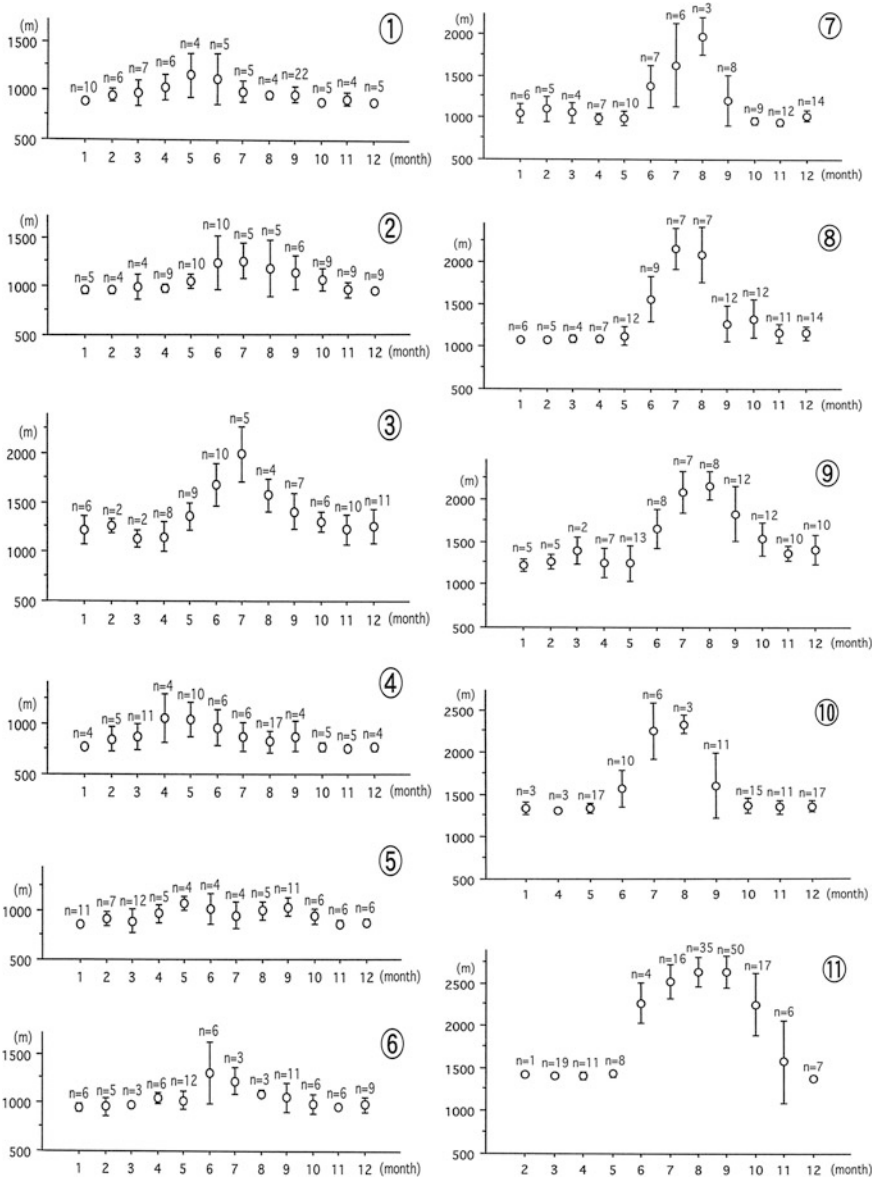 (m)
①
1500
1000
500
n=10 n=6 n=7 n=6 n=4 n=5 n=5 n=4 n=22 n=5 n=4 n=5
1 2 3 4 5 6 7 8 9 10 11 12 (month)
(m)
②
1500
1000
500
n=5 n=4 n=4 n=9 n=10 n=10 n=5 n=5 n=6 n=9 n=9 n=9
1 2 3 4 5 6 7 8 9 10 11 12 (month)
(m)
③
2000
1500
1000
500
n=6 n=2 n=2 n=8 n=9 n=10 n=5 n=4 n=7 n=6 n=10 n=11
1 2 3 4 5 6 7 8 9 10 11 12 (month)
(m)
④
1000
500
n=4 n=5 n=11 n=4 n=10 n=6 n=6 n=17 n=4 n=5 n=5 n=4
1 2 3 4 5 6 7 8 9 10 11 12 (month)
(m)
⑤
1000
500
n=11 n=7 n=12 n=5 n=4 n=4 n=4 n=5 n=11 n=6 n=6 n=6
1 2 3 4 5 6 7 8 9 10 11 12 (month)
(m)
⑥
1500
1000
500
n=6 n=5 n=3 n=6 n=12 n=6 n=3 n=3 n=11 n=6 n=6 n=9
1 2 3 4 5 6 7 8 9 10 11 12 (month)
(m)
⑦
2000
1500
1000
500
n=6 n=5 n=4 n=7 n=10 n=7 n=6 n=3 n=8 n=9 n=12 n=14
1 2 3 4 5 6 7 8 9 10 11 12 (month)
(m)
⑧
2000
1500
1000
500
n=6 n=5 n=4 n=7 n=12 n=9 n=7 n=7 n=12 n=12 n=11 n=14
1 2 3 4 5 6 7 8 9 10 11 12 (month)
(m)
⑨
2000
1500
1000
500
n=5 n=5 n=2 n=7 n=13 n=8 n=7 n=8 n=12 n=12 n=10 n=10
1 2 3 4 5 6 7 8 9 10 11 12 (month)
(m)
⑩
2500
2000
1500
1000
500
n=3 n=3 n=17 n=10 n=6 n=3 n=11 n=15 n=11 n=17
1 4 5 6 7 8 9 10 11 12 (month)
(m)
⑪
2500
2000
1500
1000
500
n=1 n=19 n=11 n=8 n=4 n=16 n=35 n=50 n=17 n=6 n=7
2 3 4 5 6 7 8 9 10 11 12 (month)